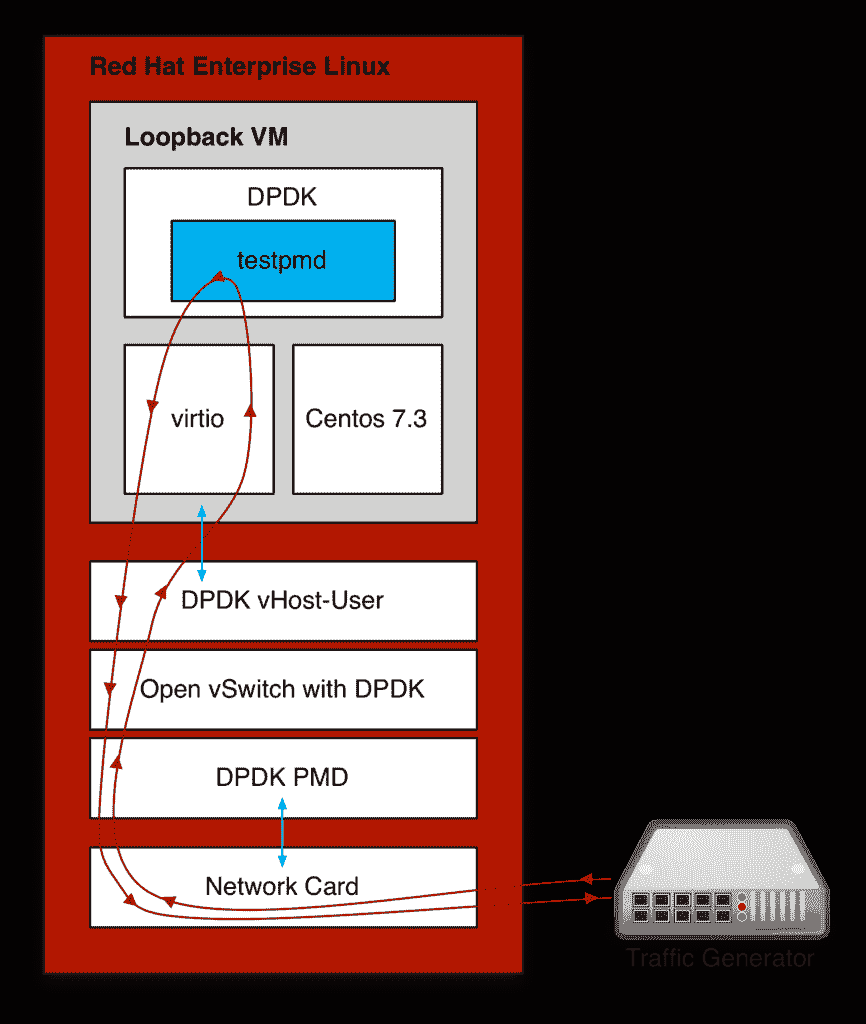 Red Hat Enterprise Linux
Loopback VM
DPDK
testpmd
virtio
Centos 7.3
DPDK vHost-User
Open vSwitch with DPDK
DPDK PMD
Network Card
Traffic Generator